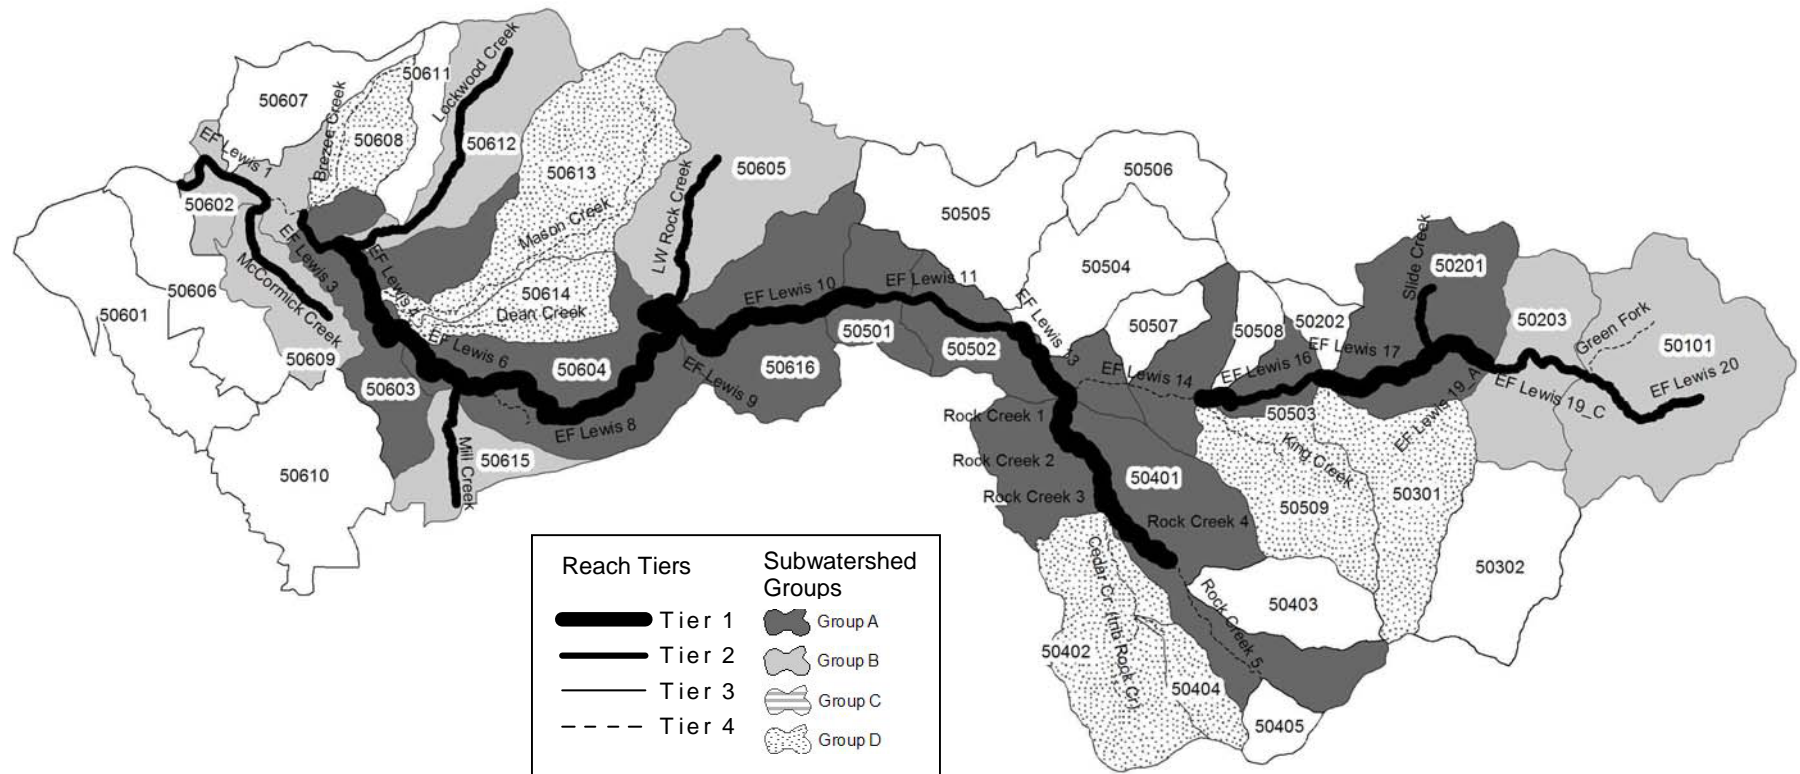 50607
50611
50608
Brezee Creek
Lockwood Creek
50612
50613
50605
EF Lewis 1
50602
EF Lewis 3
McCormick Creek
EF Lewis 4
Mason Creek
50614
Dean Creek
LW Rock Creek
50505
50506
50504
50507
50508
50202
Slide Creek
50201
50203
Green Fork
50101
EF Lewis 20
EF Lewis 19_C
EF Lewis 19_A
EF Lewis 17
EF Lewis 16
EF Lewis 14
EF Lewis 13
EF Lewis 11
EF Lewis 10
50501
50502
50616
EF Lewis 9
50604
EF Lewis 6
EF Lewis 8
50603
50609
50606
50601
50610
Mill Creek
50615
Rock Creek 1
Rock Creek 2
Rock Creek 3
50401
Rock Creek 4
50503
King Creek
50509
50301
50302
50403
Rock Creek 5
Cedar Cr (trib Rock Cr)
50402
50404
50405
Reach Tiers
Tier 1
Tier 2
Tier 3
Tier 4
Subwatershed
Groups
Group A
Group B
Group C
Group D